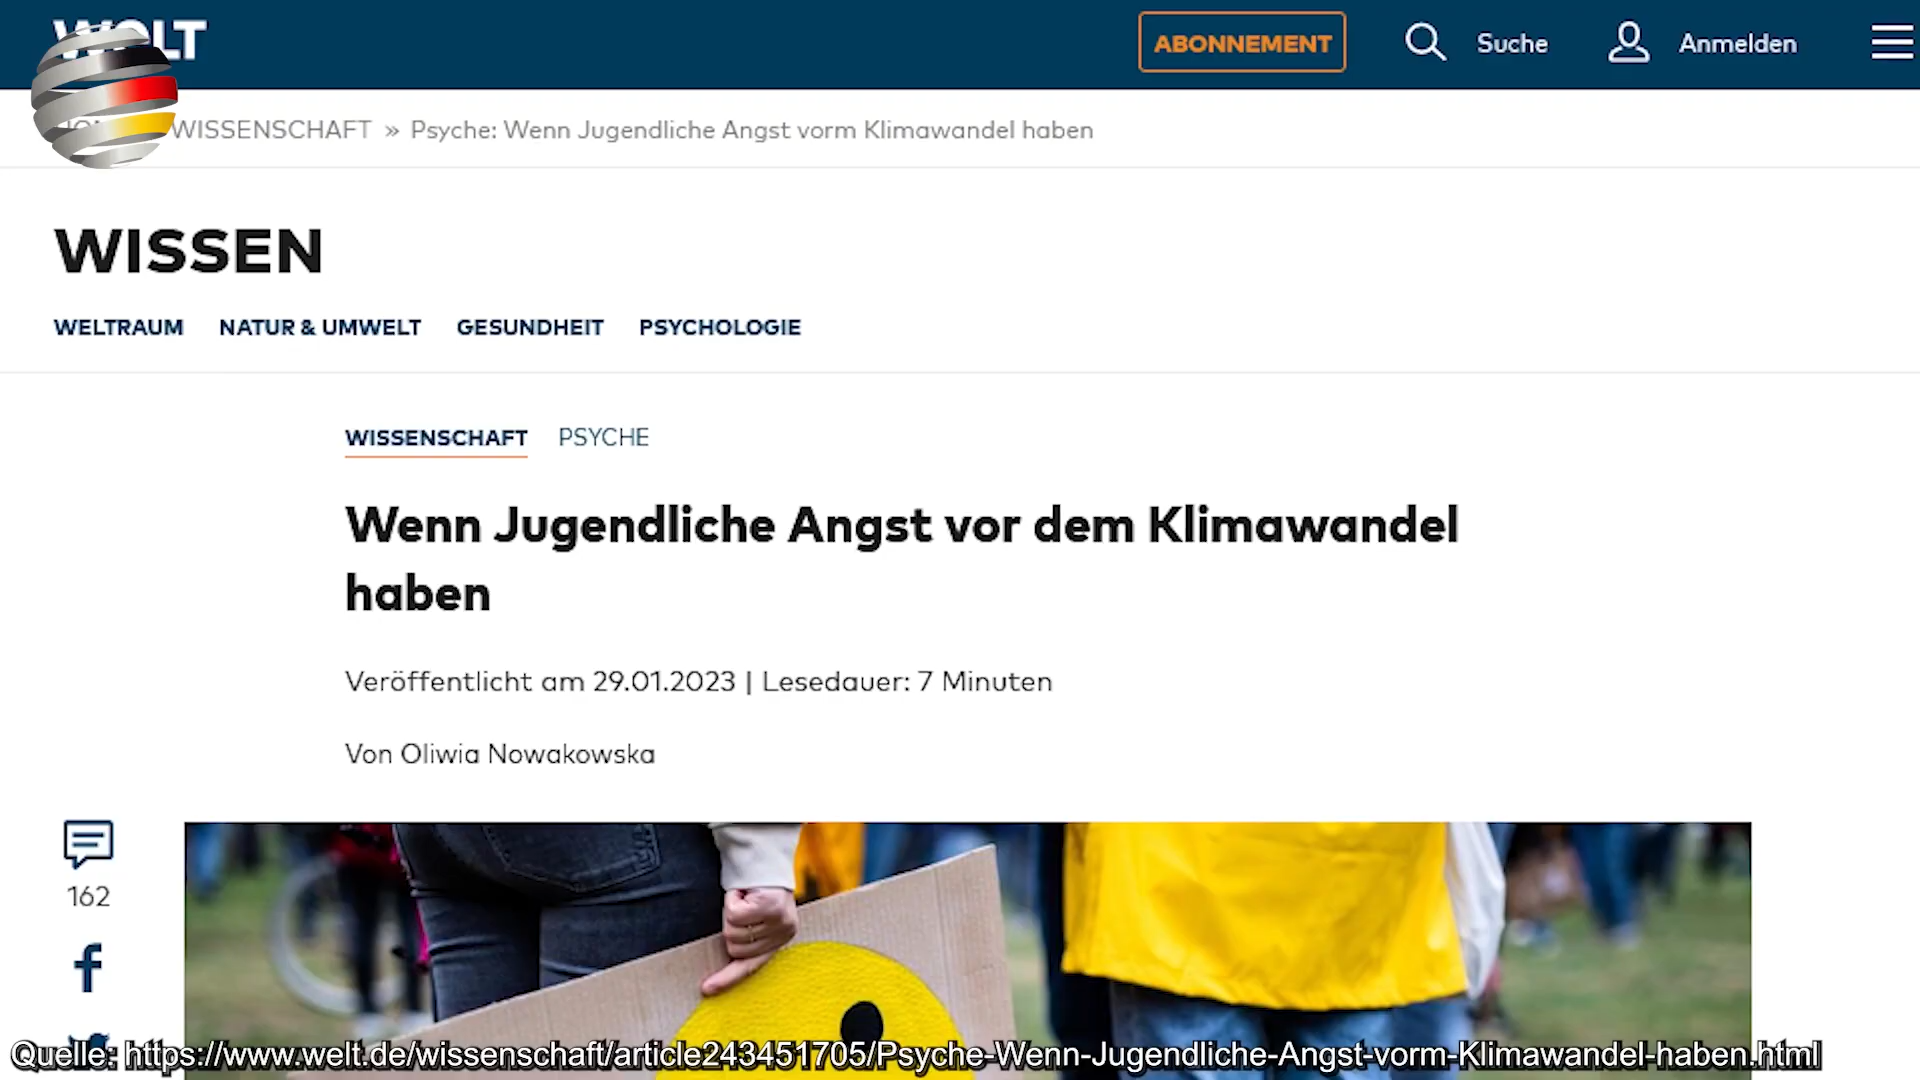 WELT
ABONNEMENT
Suche
Anmelden
WISSENSCHAFT » Psyche: Wenn Jugendliche Angst vorm Klimawandel haben
WISSEN
WELTRAUM NATUR & UMWELT GESUNDHEIT PSYCHOLOGIE
WISSENSCHAFT PSYCHE
Wenn Jugendliche Angst vor dem Klimawandel
haben
Veröffentlicht am 29.01.2023 | Lesedauer: 7 Minuten
Von Oliwia Nowakowska
162
Quelle: https://www.welt.de/wissenschaft/article243451705/Psyche-Wenn-Jugendliche-Angst-vorm-Klimawandel-haben.html